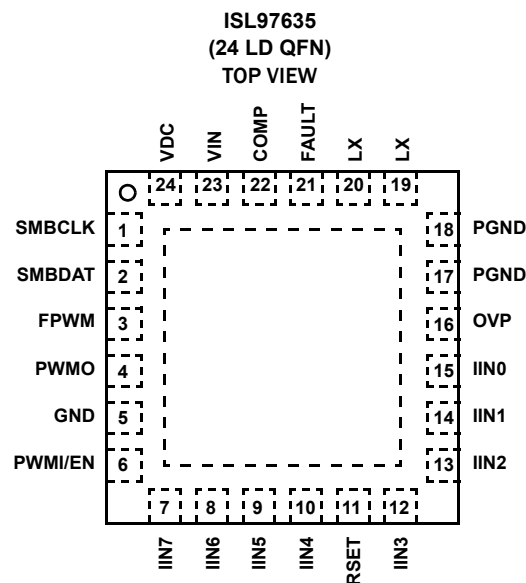 ISL97635
(24 LD QFN)
TOP VIEW
VDC
VIN
COMP
FAULT
LX
LX
24 23 22 21 20 19
SMBCLK 1
SMBDAT 2
FPWM 3
PWMO 4
GND 5
PWMI/EN 6
18 PGND
17 PGND
16 OVP
15 IIN0
14 IIN1
13 IIN2
7 8 9 10 11 12
IIN7
IIN6
IIN5
IIN4
RSET
IIN3